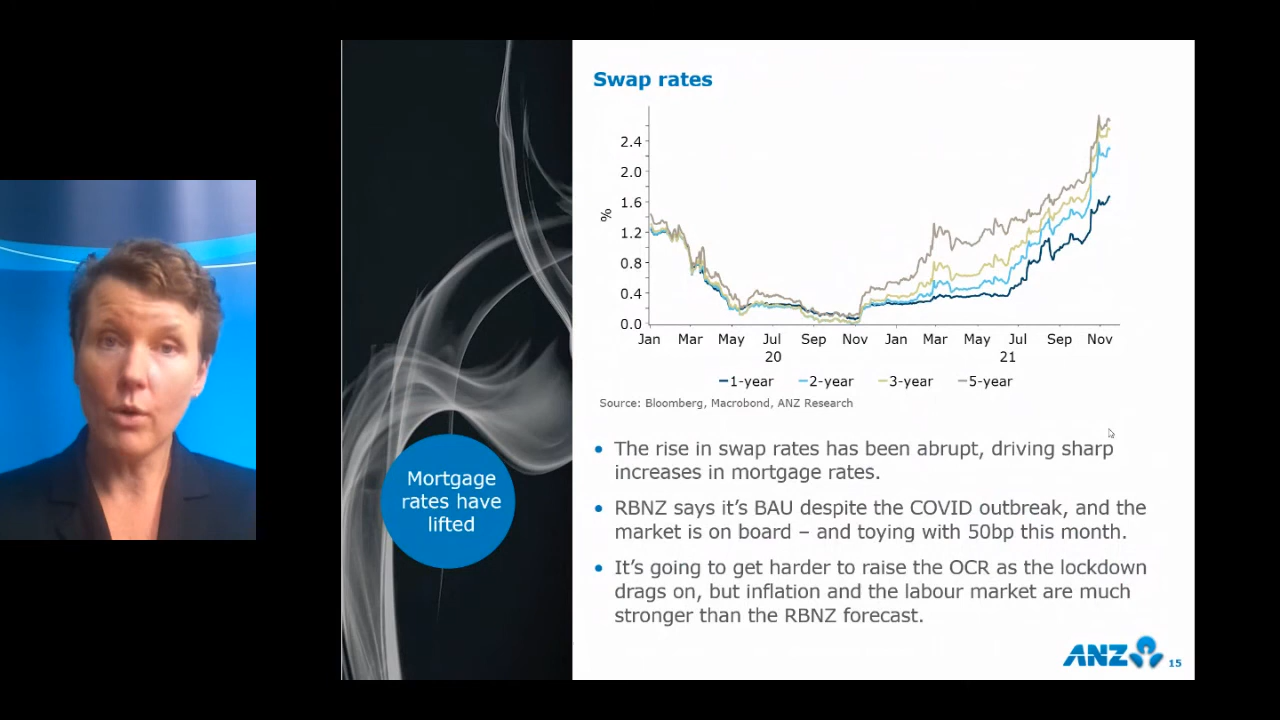 Swap rates
2.4
2.0
1.6
1.2
0.8
0.4
0.0
%
Jan Mar May Jul Sep Nov Jan Mar May Jul Sep Nov
20 21
1-year 2-year 3-year 5-year
Source: Bloomberg, Macrobond, ANZ Research
Mortgage
rates have
lifted
• The rise in swap rates has been abrupt, driving sharp
increases in mortgage rates.
• RBNZ says it’s BAU despite the COVID outbreak, and the
market is on board – and toying with 50bp this month.
• It’s going to get harder to raise the OCR as the lockdown
drags on, but inflation and the labour market are much
stronger than the RBNZ forecast.
ANZ 15